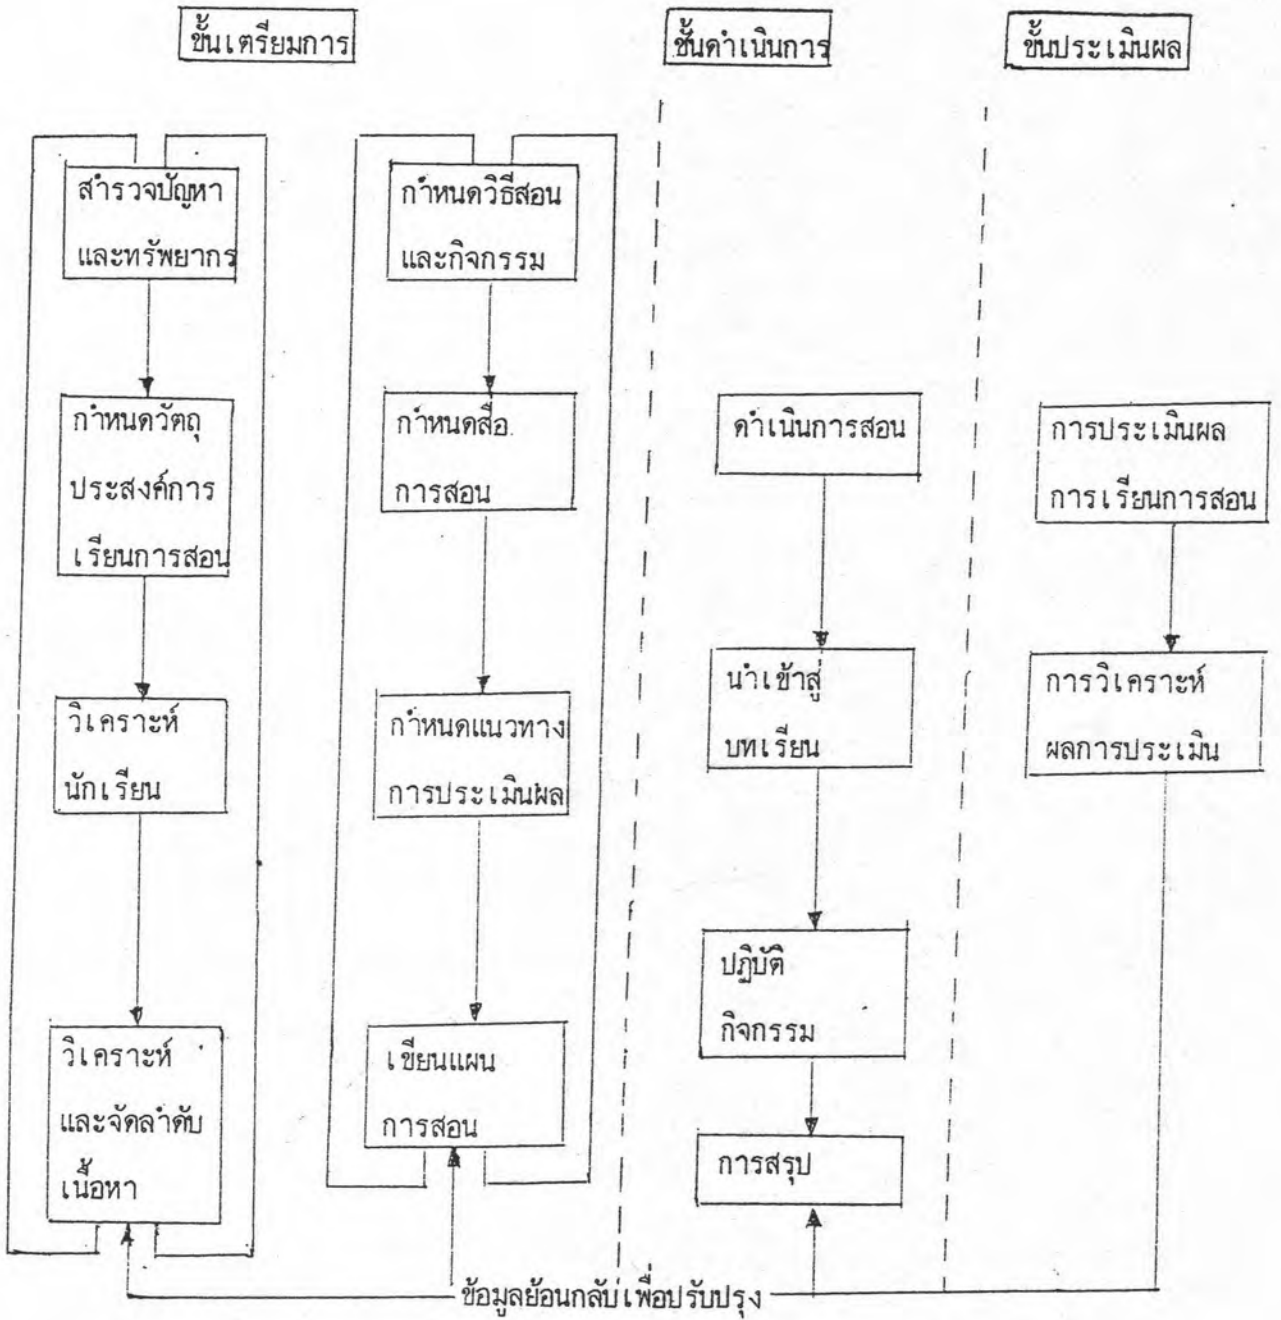 ขั้นเตรียมการ
สำรวจปัญหา
และทรัพยากร
กำหนดวัตถุ
ประสงค์การ
เรียนการสอน
วิเคราะห์
นักเรียน
วิเคราะห์
และจัดลำดับ
เนื้อหา
กำหนดวิธีสอน
และกิจกรรม
กำหนดสื่อ
การสอน
กำหนดแนวทาง
การประเมินผล
เขียนแผน
การสอน
ขั้นดำเนินการ
ดำเนินการสอน
นำเข้าสู่
บทเรียน
ปฏิบัติ
กิจกรรม
การสรุป
ขั้นประเมินผล
การประเมินผล
การเรียนการสอน
การวิเคราะห์
ผลการประเมิน
ข้อมูลย้อนกลับเพื่อปรับปรุง